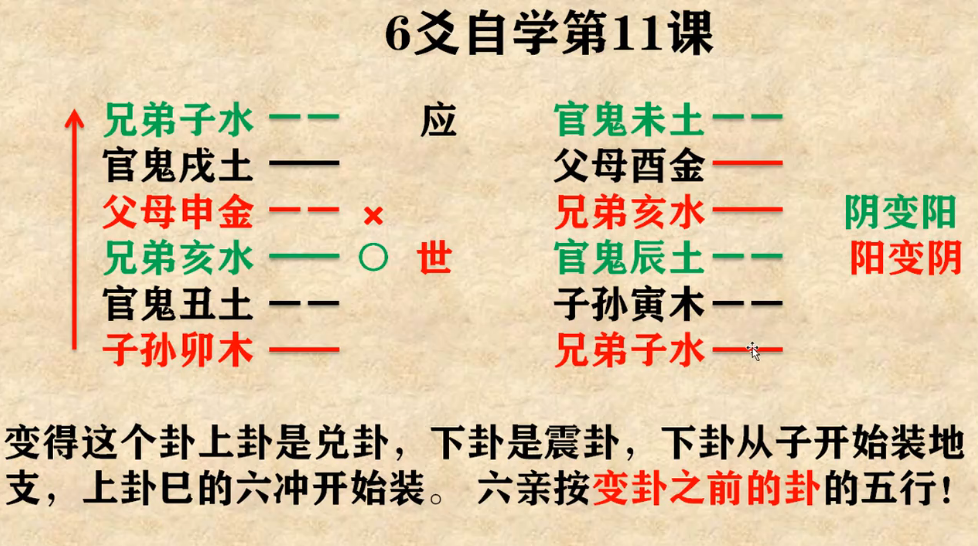 6爻自学第11课
兄弟子水 应 官鬼未土
官鬼戌土 父母酉金
父母申金 × 兄弟亥水 阴变阳
兄弟亥水 ○ 世 官鬼辰土 阳变阴
官鬼丑土 子孙寅木
子孙卯木 兄弟子水
变得这个卦上卦是兑卦，下卦是震卦，下卦从子开始装地
支，上卦巳的六冲开始装。 六亲按变卦之前的卦的五行！